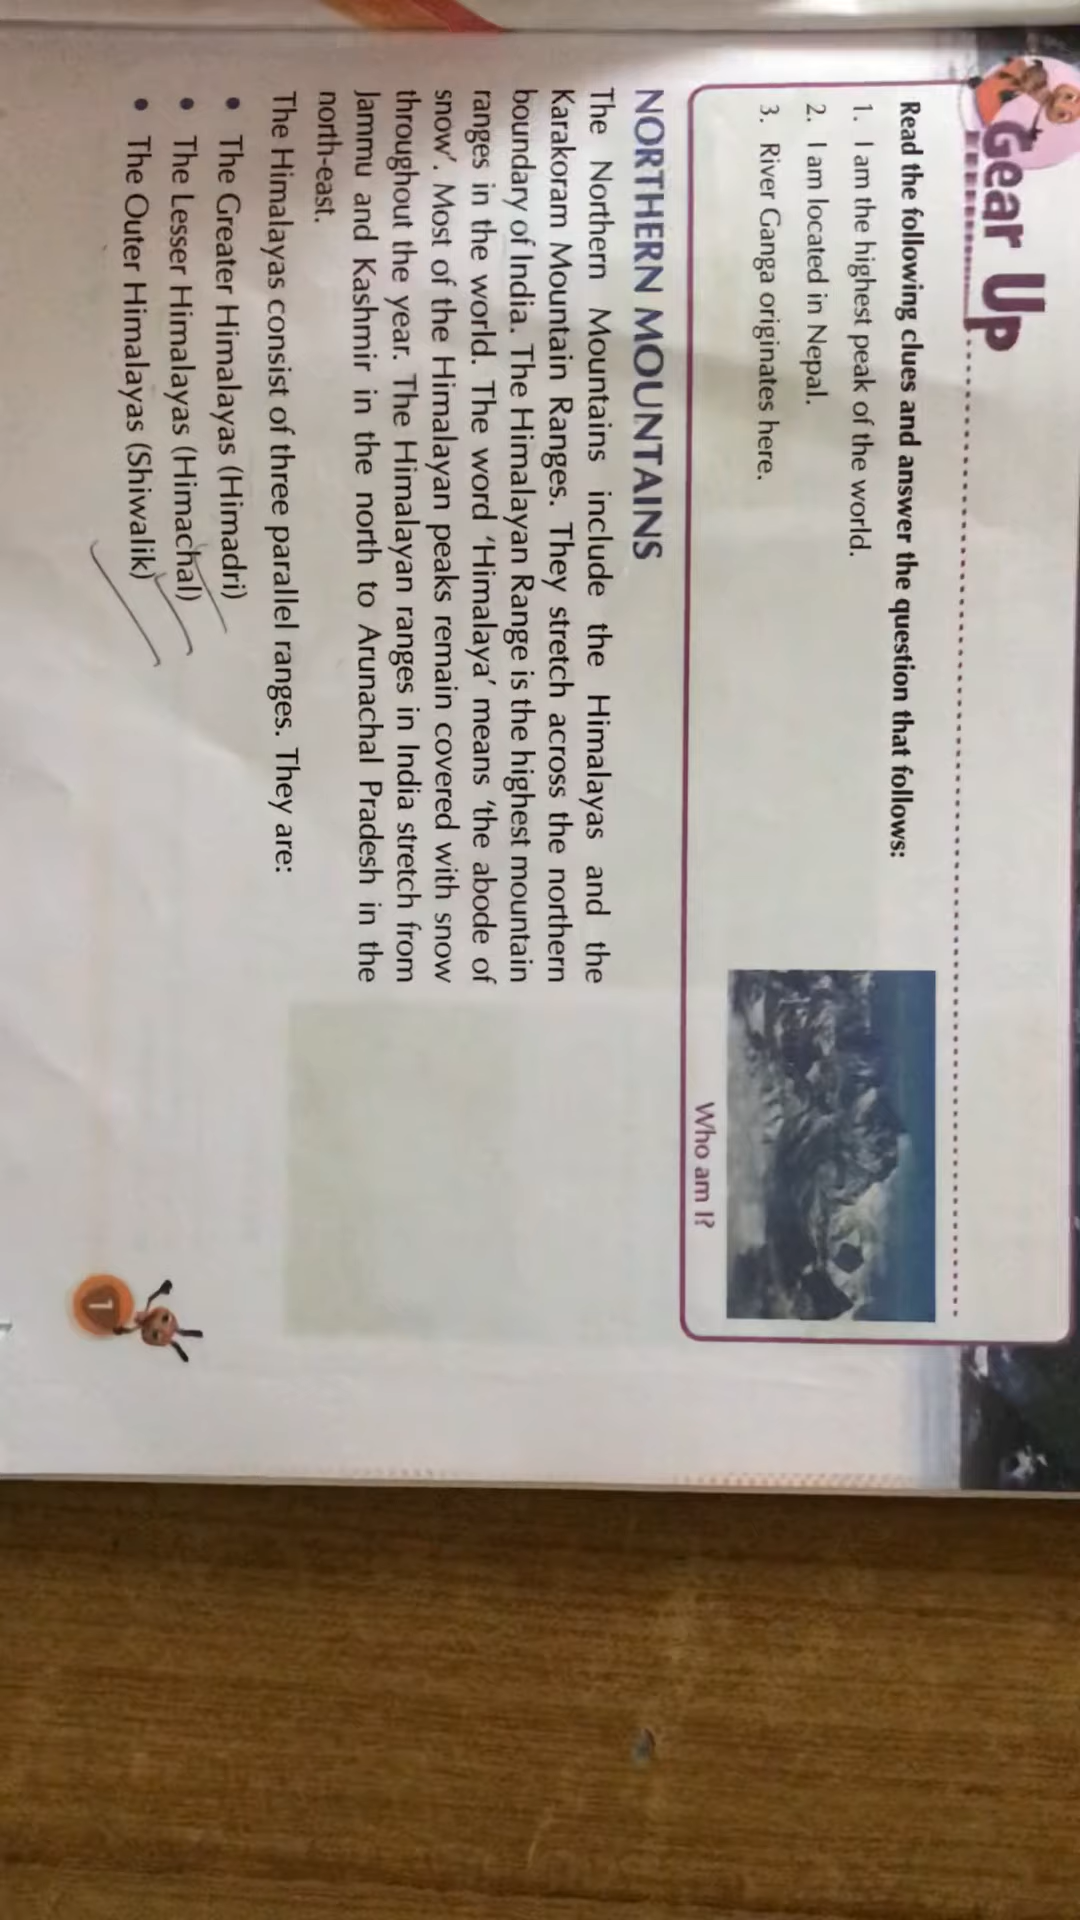 Gear Up
Read the following clues and answer the question that follows:
1. I am the highest peak of the world.
2. I am located in Nepal.
3. River Ganga originates here.
Who am I?
NORTHERN MOUNTAINS
The Northern Mountains include the Himalayas and the
Karakoram Mountain Ranges. They stretch across the northern
boundary of India. The Himalayan Range is the highest mountain
ranges in the world. The word ‘Himalaya’ means ‘the abode of
snow’. Most of the Himalayan peaks remain covered with snow
throughout the year. The Himalayan ranges in India stretch from
Jammu and Kashmir in the north to Arunachal Pradesh in the
north-east.
The Himalayas consist of three parallel ranges. They are:
• The Greater Himalayas (Himadri)
• The Lesser Himalayas (Himachal)
• The Outer Himalayas (Shiwalik)
7